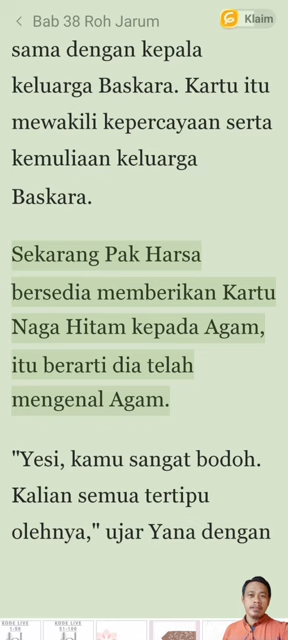 Bab 38 Roh Jarum
Klaim
sama dengan kepala
keluarga Baskara. Kartu itu
mewakili kepercayaan serta
kemuliaan keluarga
Baskara.
Sekarang Pak Harsa
bersedia memberikan Kartu
Naga Hitam kepada Agam,
itu berarti dia telah
mengenal Agam.
"Yesi, kamu sangat bodoh.
Kalian semua tertipu
olehnya," ujar Yana dengan